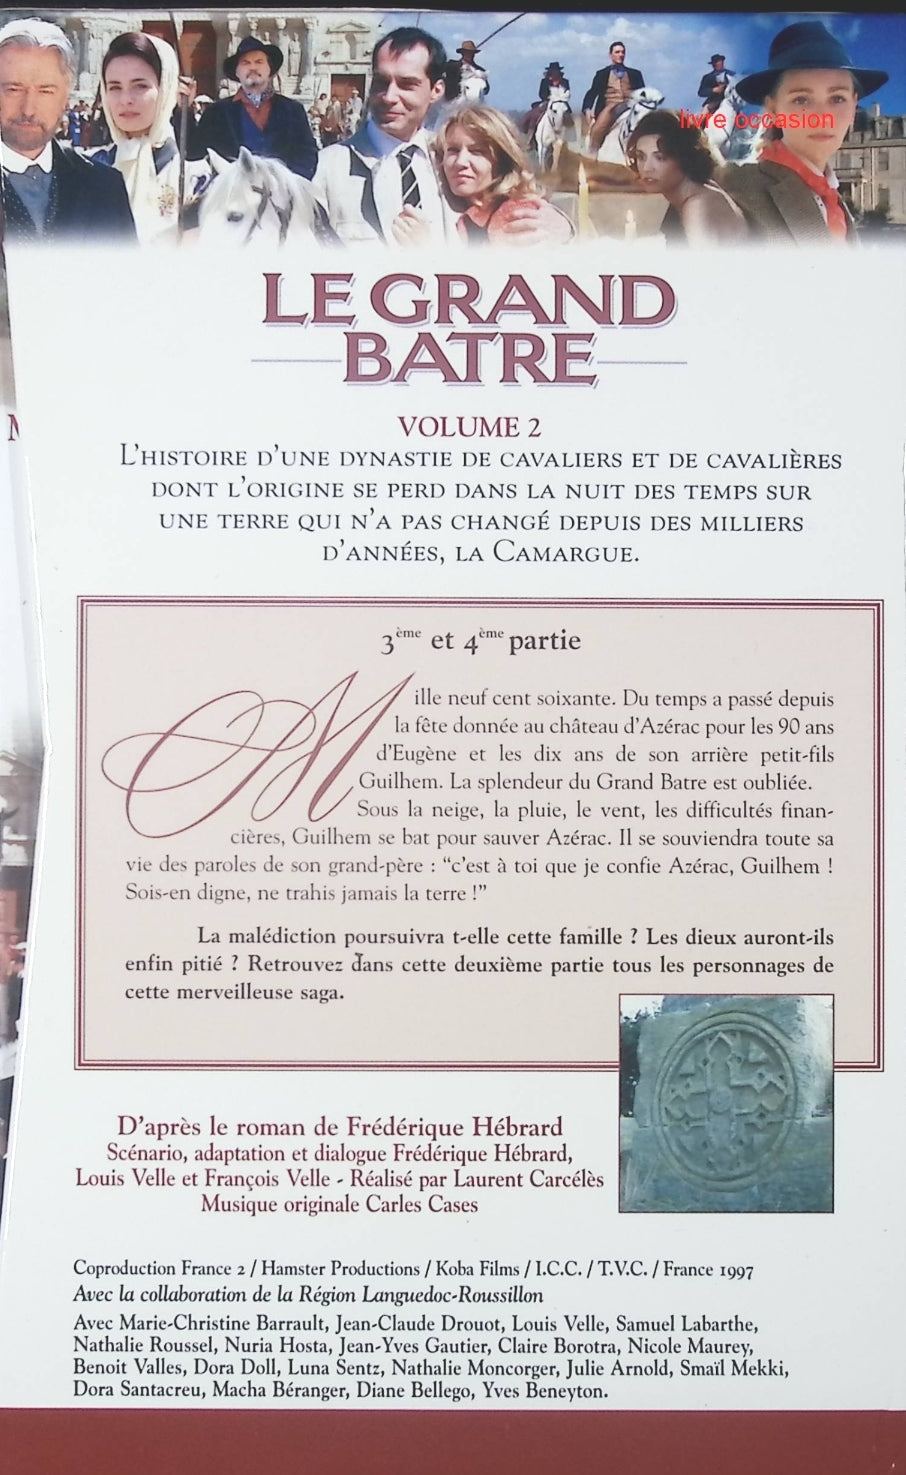 livre occasion
LE GRAND
BATRE
VOLUME 2
L'HISTOIRE D'UNE DYNASTIE DE CAVALIERS ET DE CAVALIÈRES
DONT L'ORIGINE SE PERD DANS LA NUIT DES TEMPS SUR
UNE TERRE QUI N'A PAS CHANGÉ DEPUIS DES MILLIERS
D'ANNÉES, LA CAMARGUE.
3ème et 4ème partie
Mille neuf cent soixante. Du temps a passé depuis
la fête donnée au château d'Azérac pour les 90 ans
d'Eugène et les dix ans de son arrière petit-fils
Guilhem. La splendeur du Grand Batre est oubliée.
Sous la neige, la pluie, le vent, les difficultés finan-
cières, Guilhem se bat pour sauver Azérac. Il se souviendra toute sa
vie des paroles de son grand-père : “c'est à toi que je confie Azérac, Guilhem !
Sois-en digne, ne trahis jamais la terre !”
La malédiction poursuivra t-elle cette famille ? Les dieux auront-ils
enfin pitié ? Retrouvez dans cette deuxième partie tous les personnages de
cette merveilleuse saga.
D'après le roman de Frédérique Hébrard
Scénario, adaptation et dialogue Frédérique Hébrard,
Louis Velle et François Velle - Réalisé par Laurent Carcélès
Musique originale Carles Cases
Coproduction France 2 / Hamster Productions / Koba Films / I.C.C. / T.V.C. / France 1997
Avec la collaboration de la Région Languedoc-Roussillon
Avec Marie-Christine Barrault, Jean-Claude Drouot, Louis Velle, Samuel Labarthe,
Nathalie Roussel, Nuria Hosta, Jean-Yves Gautier, Claire Borotra, Nicole Maurey,
Benoit Valles, Dora Doll, Luna Sentz, Nathalie Moncorger, Julie Arnold, Smaïl Mekki,
Dora Santacreu, Macha Béranger, Diane Bellego, Yves Beneyton.